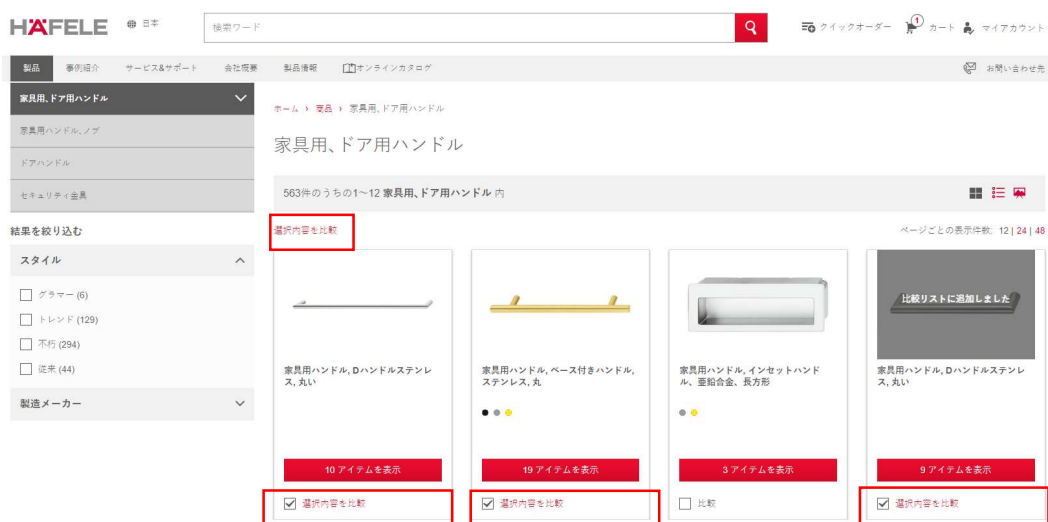 HÄFELE
日本
検索ワード
クイックオーダー
1
カート
マイアカウント
製品
事例紹介
サービス&サポート
会社概要
製品情報
オンラインカタログ
お問い合わせ先
家具用、ドア用ハンドル
家具用ハンドル、ノブ
ドアハンドル
セキュリティ金具
ホーム › 商品 › 家具用、ドア用ハンドル
家具用、ドア用ハンドル
563件のうちの1〜12 家具用、ドア用ハンドル 内
選択内容を比較
ページごとの表示件数: 12 | 24 | 48
結果を絞り込む
スタイル
グラマー (6)
トレンド (129)
不朽 (294)
従来 (44)
製造メーカー
家具用ハンドル, Dハンドルステンレ
ス, 丸い
10 アイテムを表示
選択内容を比較
家具用ハンドル, ベース付きハンドル,
ステンレス, 丸
19 アイテムを表示
選択内容を比較
家具用ハンドル, インセットハンド
ル、亜鉛合金、長方形
3 アイテムを表示
比較
比較リストに追加しました
家具用ハンドル, Dハンドルステンレ
ス, 丸い
9 アイテムを表示
選択内容を比較